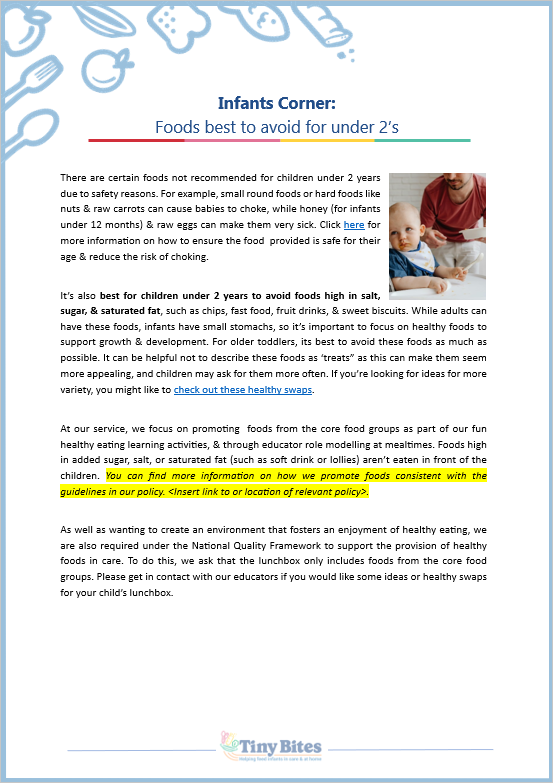 Infants Corner:
Foods best to avoid for under 2's
There are certain foods not recommended for children under 2 years
due to safety reasons. For example, small round foods or hard foods like
nuts & raw carrots can cause babies to choke, while honey (for infants
under 12 months) & raw eggs can make them very sick. Click here for
more information on how to ensure the food  provided is safe for their
age & reduce the risk of choking.
It's also best for children under 2 years to avoid foods high in salt,
sugar, & saturated fat, such as chips, fast food, fruit drinks, & sweet biscuits. While adults can
have these foods, infants have small stomachs, so it's important to focus on healthy foods to
support growth & development. For older toddlers, its best to avoid these foods as much as
possible. It can be helpful not to describe these foods as 'treats" as this can make them seem
more appealing, and children may ask for them more often. If you're looking for ideas for more
variety, you might like to check out these healthy swaps.
At our service, we focus on promoting  foods from the core food groups as part of our fun
healthy eating learning activities, & through educator role modelling at mealtimes. Foods high
in added sugar, salt, or saturated fat (such as soft drink or lollies) aren't eaten in front of the
children. You can find more information on how we promote foods consistent with the
guidelines in our policy. <Insert link to or location of relevant policy>.
As well as wanting to create an environment that fosters an enjoyment of healthy eating, we
are also required under the National Quality Framework to support the provision of healthy
foods in care. To do this, we ask that the lunchbox only includes foods from the core food
groups. Please get in contact with our educators if you would like some ideas or healthy swaps
for your child's lunchbox.
Tiny Bites
Helping feed infants in care & at home